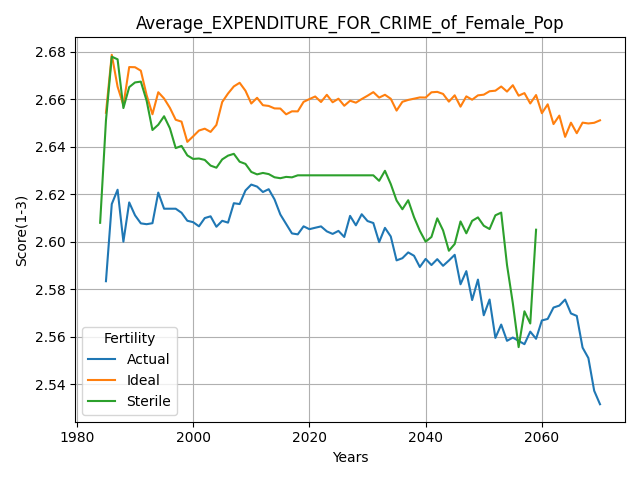 Average_EXPENDITURE_FOR_CRIME_of_Female_Pop
Score(1-3)
2.68
2.66
2.64
2.62
2.60
2.58
2.56
2.54
Fertility
Actual
Ideal
Sterile
1980
2000
2020
2040
2060
Years